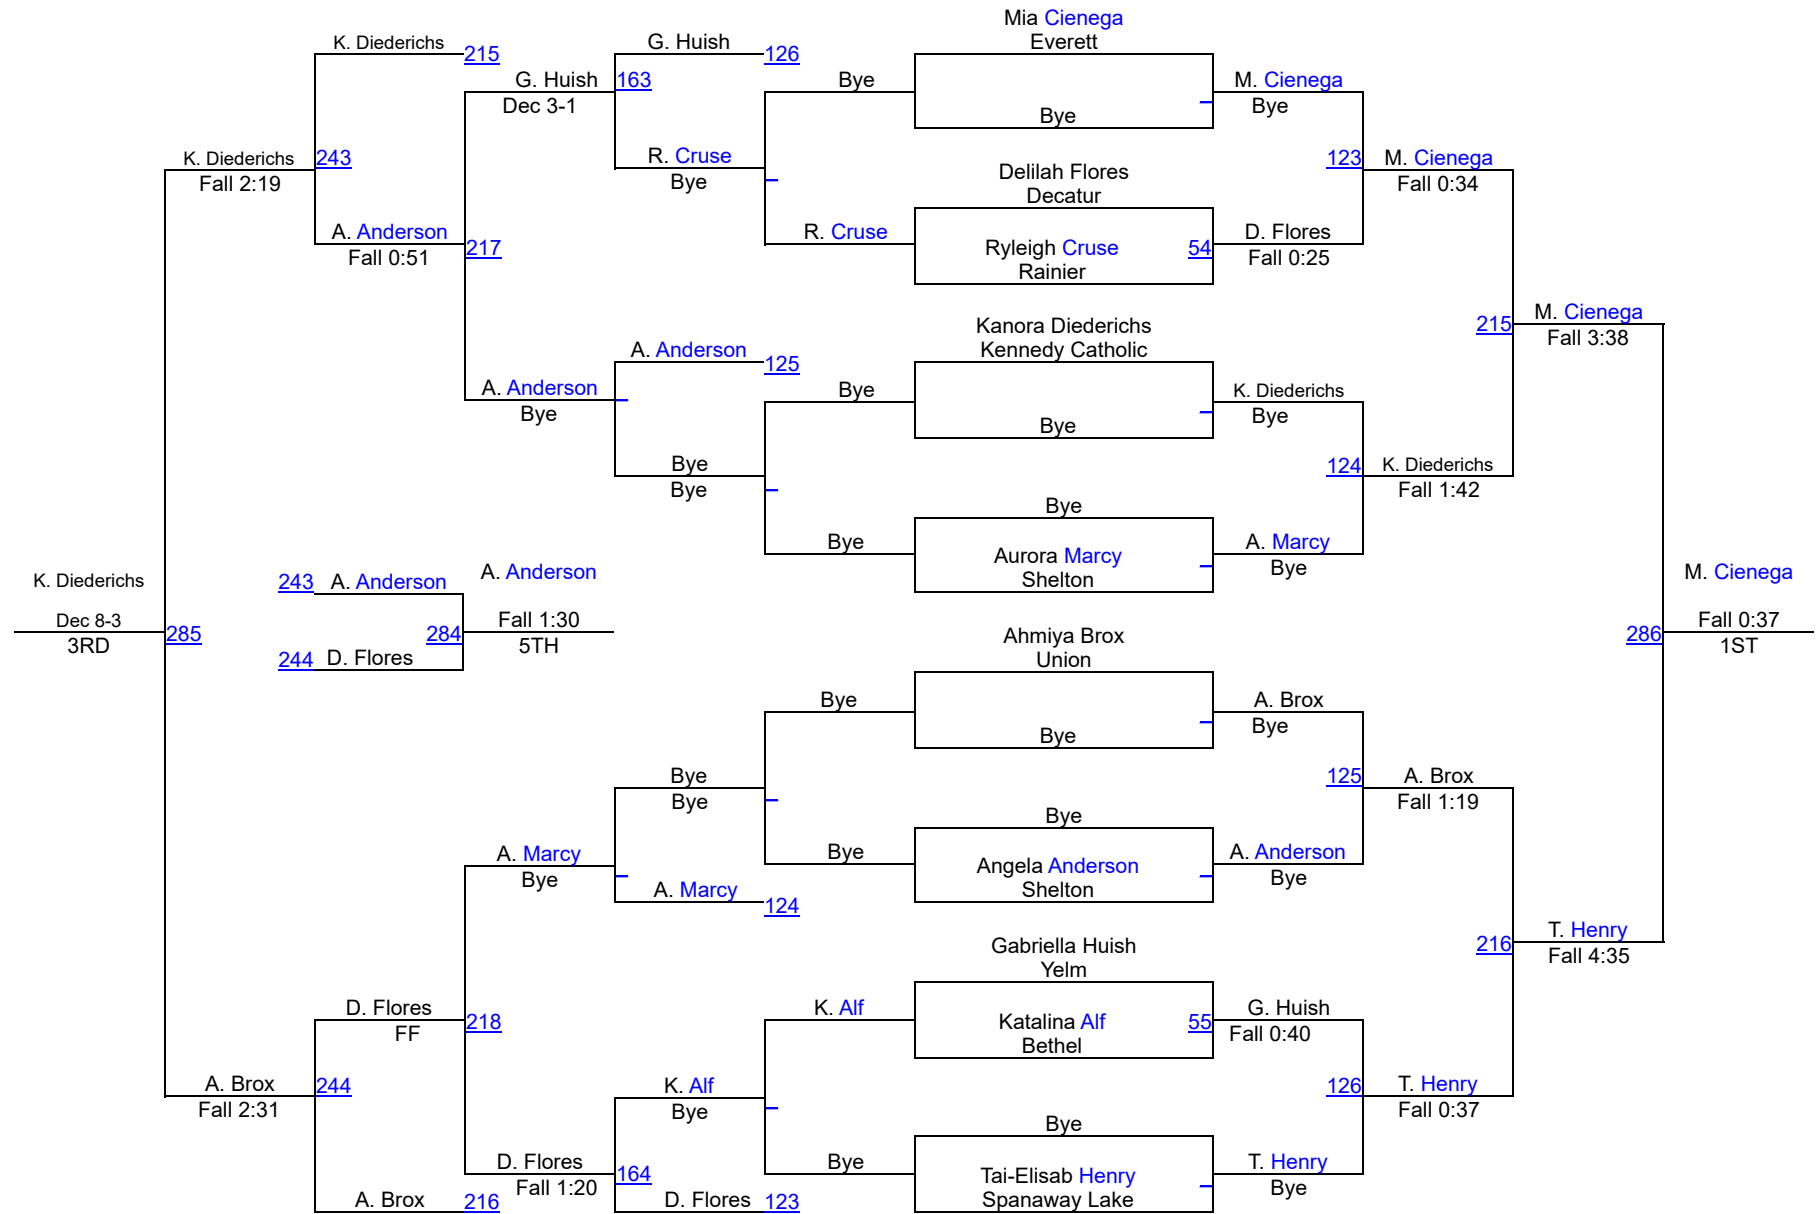 Mia Cienega
Everett
K. Diederichs
215
G. Huish
126
G. Huish
163
Dec 3-1
Bye
Bye
M. Cienega
Bye
K. Diederichs
243
Fall 2:19
R. Cruse
Bye
Delilah Flores
Decatur
123
M. Cienega
Fall 0:34
A. Anderson
Fall 0:51
217
R. Cruse
Ryleigh Cruse
Rainier
54
D. Flores
Fall 0:25
Kanora Diederichs
Kennedy Catholic
215
M. Cienega
Fall 3:38
A. Anderson
125
A. Anderson
Bye
Bye
Bye
K. Diederichs
Bye
Bye
Bye
Bye
124
K. Diederichs
Fall 1:42
Bye
Aurora Marcy
Shelton
A. Marcy
Bye
K. Diederichs
Dec 8-3
3RD
285
243
A. Anderson
A. Anderson
284
Fall 1:30
5TH
244
D. Flores
M. Cienega
286
Fall 0:37
1ST
Ahmiya Brox
Union
Bye
Bye
A. Brox
Bye
Bye
Bye
125
A. Brox
Fall 1:19
Bye
A. Marcy
Bye
Bye
Angela Anderson
Shelton
A. Anderson
Bye
A. Marcy
124
216
T. Henry
Fall 4:35
Gabriella Huish
Yelm
D. Flores
FF
218
K. Alf
Katalina Alf
Bethel
55
G. Huish
Fall 0:40
A. Brox
244
Fall 2:31
K. Alf
Bye
126
T. Henry
Fall 0:37
Bye
D. Flores
Fall 1:20
164
Bye
Tai-Elisab Henry
Spanaway Lake
T. Henry
Bye
A. Brox
216
D. Flores
123